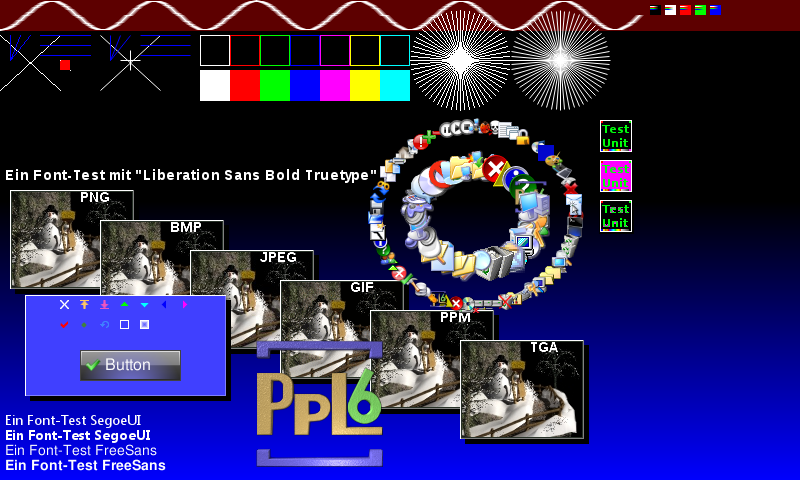 Test
Unit
Ein Font-Test mit "Liberation Sans Bold Truetype"
Test
Unit
Test
Unit
PNG
BMP
JPEG
GIF
PPM
TGA
Button
PPL6
Ein Font-Test SegoeUI
Ein Font-Test SegoeUI
Ein Font-Test FreeSans
Ein Font-Test FreeSans